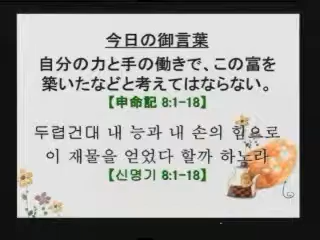 今日の御言葉
自分の力と手の働きで、この富を
築いたなどと考えてはならない。
【申命記 8:1-18】
두렵건대 내 능과 내 손의 힘으로
이 재물을 얻었다 할까 하노라
【신명기 8:1-18】